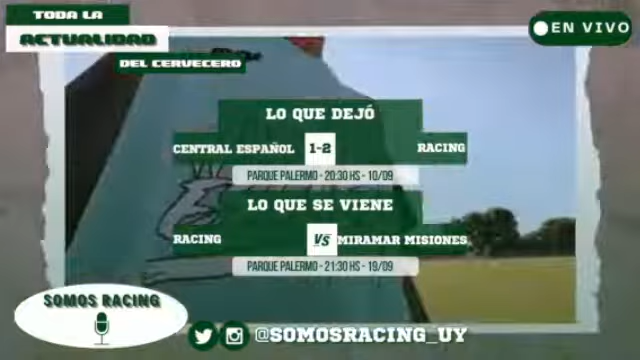 TODA LA
ACTUALIDAD
DEL CERVECERO
EN VIVO
LO QUE DEJÓ
CENTRAL ESPAÑOL 1-2 RACING
PARQUE PALERMO - 20:30 HS - 10/09
LO QUE SE VIENE
RACING VS MIRAMAR MISIONES
PARQUE PALERMO - 21:30 HS - 19/09
SOMOS RACING
@SOMOSRACING_UY